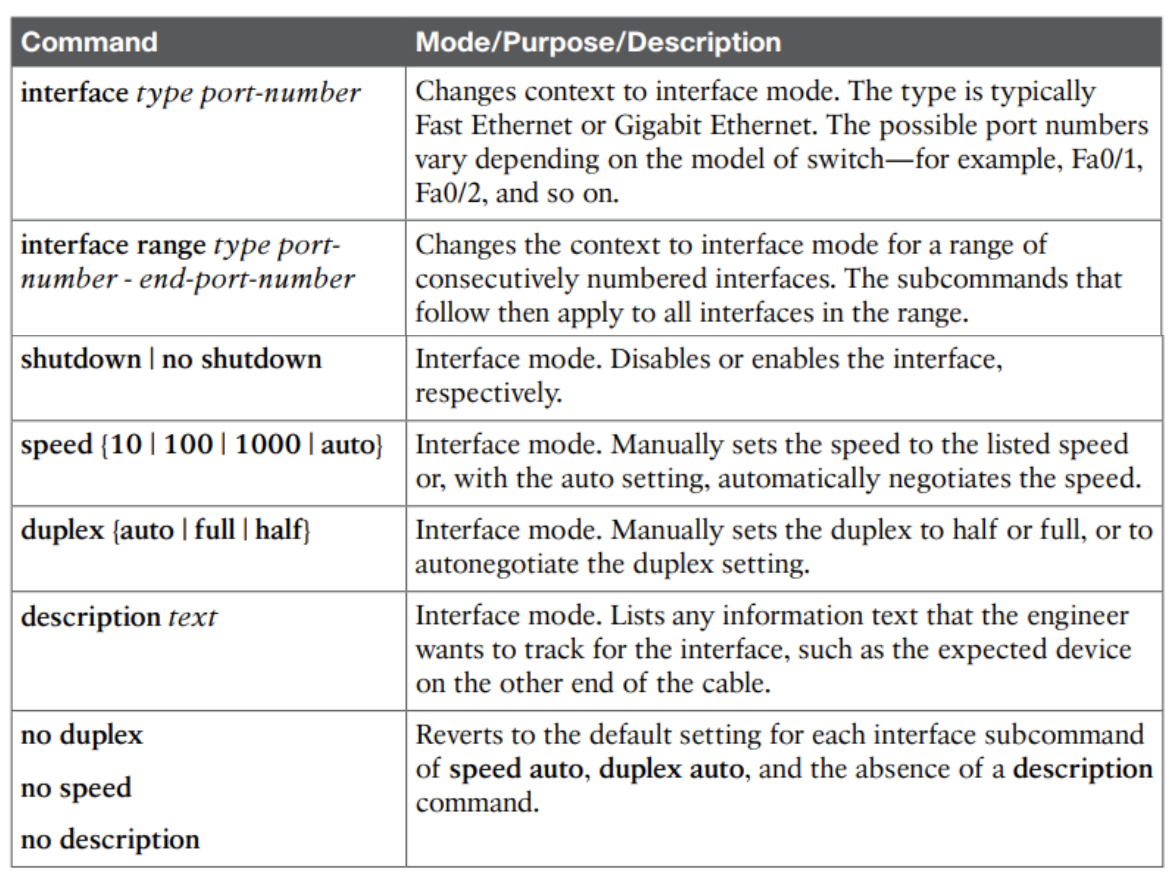 Command Mode/Purpose/Description
interface type port-number
Changes context to interface mode. The type is typically
Fast Ethernet or Gigabit Ethernet. The possible port numbers
vary depending on the model of switch—for example, Fa0/1,
Fa0/2, and so on.
interface range type port-
number - end-port-number
Changes the context to interface mode for a range of
consecutively numbered interfaces. The subcommands that
follow then apply to all interfaces in the range.
shutdown | no shutdown
Interface mode. Disables or enables the interface,
respectively.
speed {10 | 100 | 1000 | auto}
Interface mode. Manually sets the speed to the listed speed
or, with the auto setting, automatically negotiates the speed.
duplex {auto | full | half}
Interface mode. Manually sets the duplex to half or full, or to
autonegotiate the duplex setting.
description text
Interface mode. Lists any information text that the engineer
wants to track for the interface, such as the expected device
on the other end of the cable.
no duplex
no speed
no description
Reverts to the default setting for each interface subcommand
of speed auto, duplex auto, and the absence of a description
command.